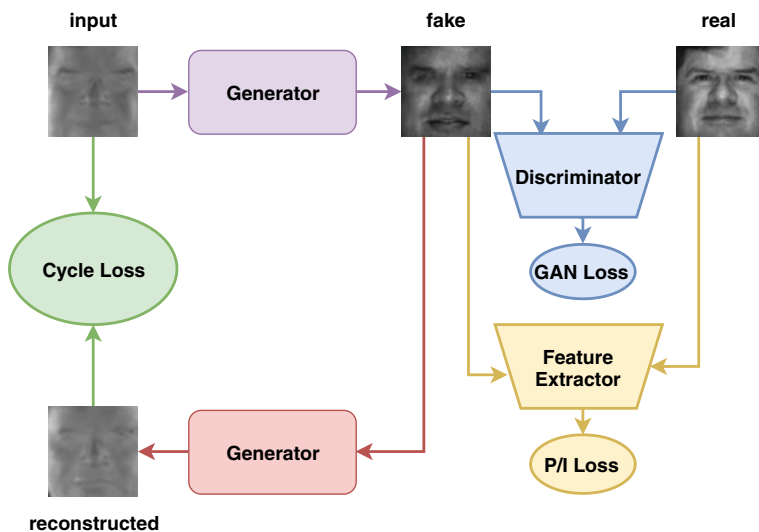 input
fake
real
Generator
Discriminator
Cycle Loss
GAN Loss
Feature
Extractor
Generator
P/I Loss
reconstructed